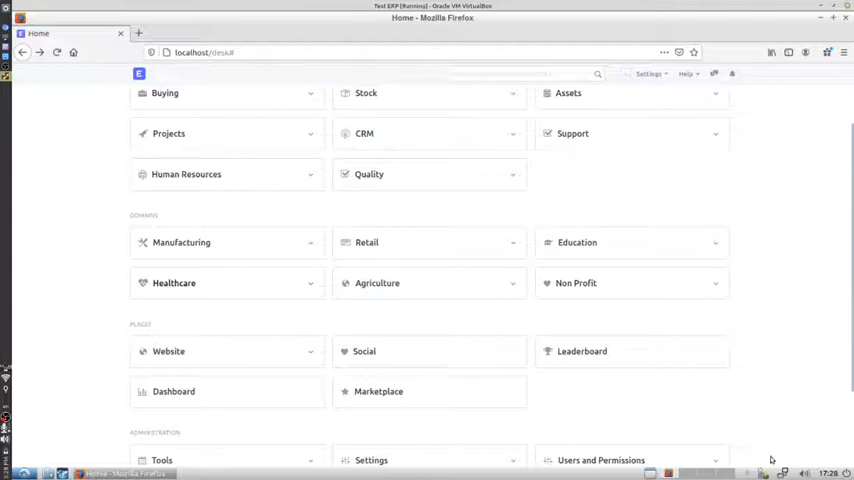 Test ERP [Running] - Oracle VM VirtualBox
Home - Mozilla Firefox
Home
localhost/desk#
E
Settings
Help
Buying
Stock
Assets
Projects
CRM
Support
Human Resources
Quality
DOMAINS
Manufacturing
Retail
Education
Healthcare
Agriculture
Non Profit
PLACES
Website
Social
Leaderboard
Dashboard
Marketplace
ADMINISTRATION
Tools
Settings
Users and Permissions
Home - Mozilla Firefox
17:28